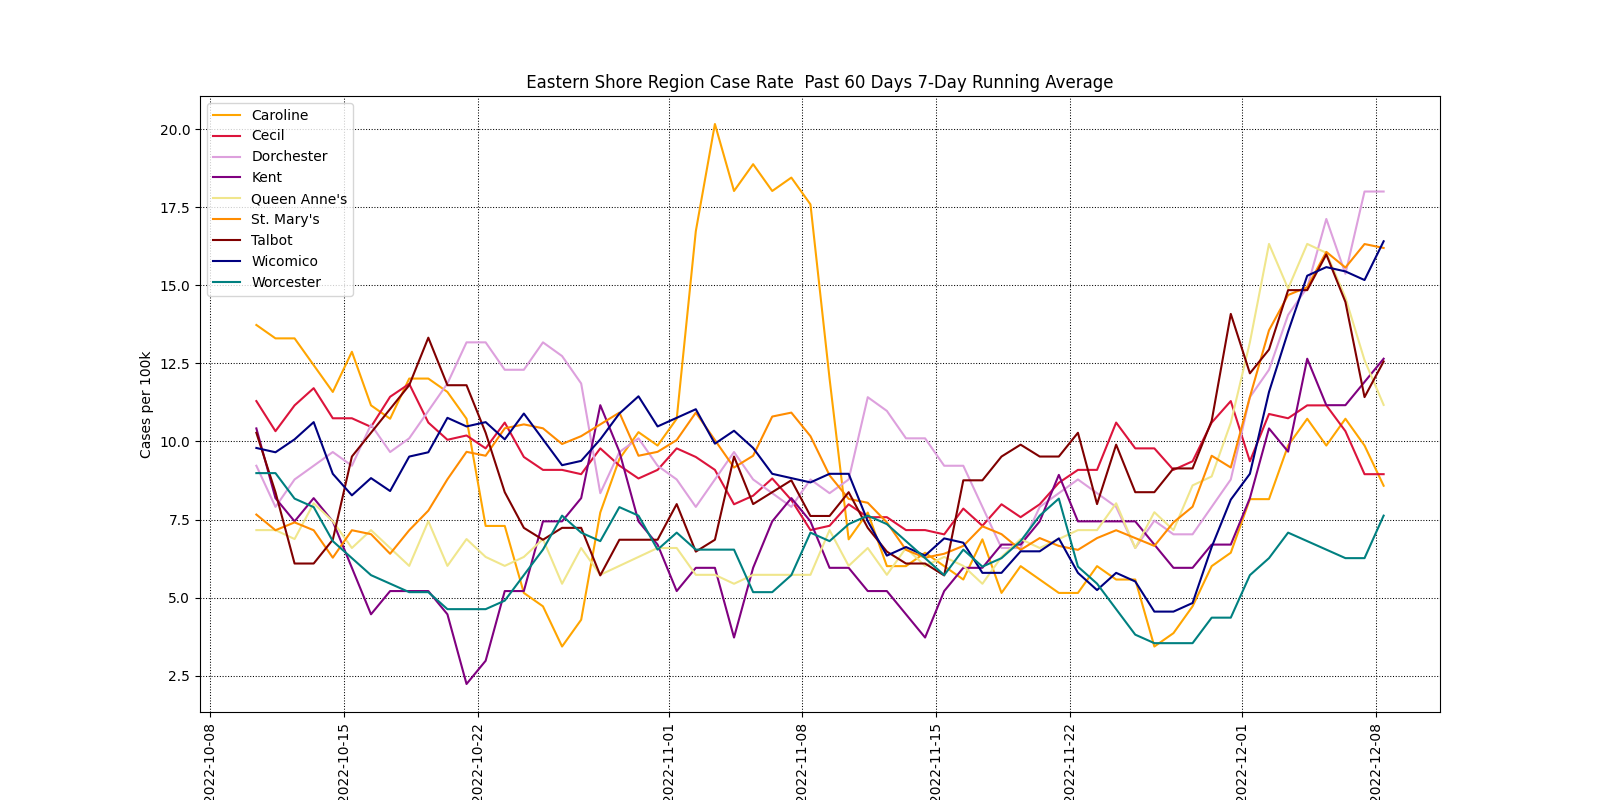 Eastern Shore Region Case Rate  Past 60 Days 7-Day Running Average
Caroline
Cecil
Dorchester
Kent
Queen Anne's
St. Mary's
Talbot
Wicomico
Worcester
Cases per 100k
20.0
17.5
15.0
12.5
10.0
7.5
5.0
2.5
2022-10-08
2022-10-15
2022-10-22
2022-11-01
2022-11-08
2022-11-15
2022-11-22
2022-12-01
2022-12-08